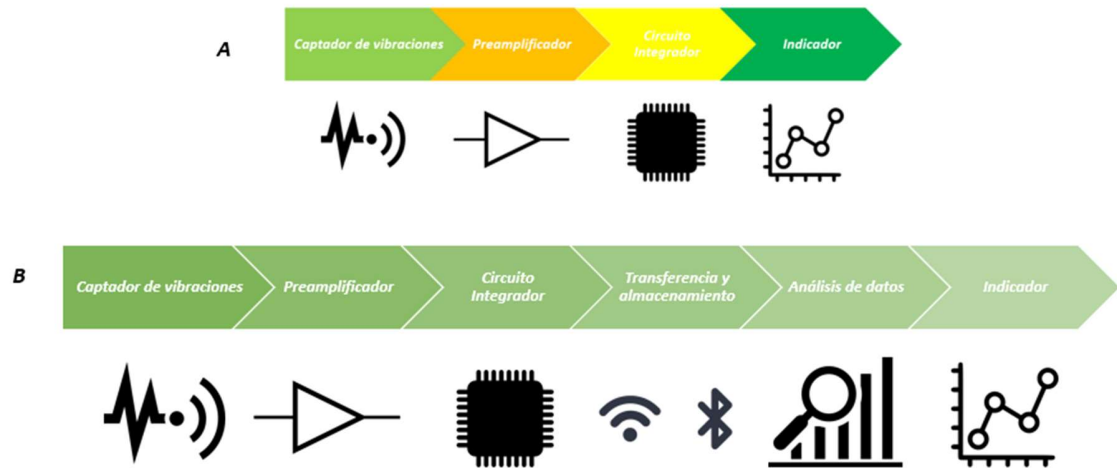 A
Captador de vibraciones
Preamplificador
Circuito
Integrador
Indicador
B
Captador de vibraciones
Preamplificador
Circuito
Integrador
Transferencia y
almacenamiento
Análisis de datos
Indicador